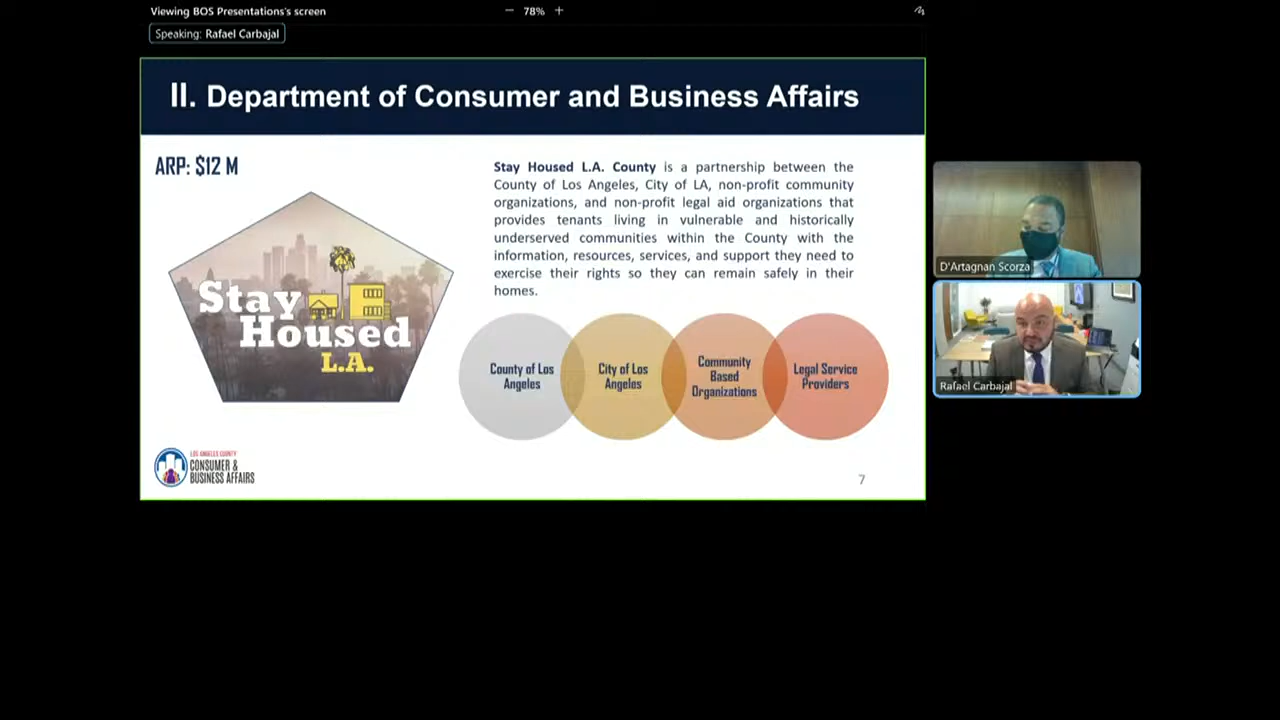 Viewing BOS Presentations's screen
— 78% +
Speaking: Rafael Carbajal
II. Department of Consumer and Business Affairs
ARP: $12 M
Stay
Housed
L.A.
Stay Housed L.A. County is a partnership between the
County of Los Angeles, City of LA, non-profit community
organizations, and non-profit legal aid organizations that
provides tenants living in vulnerable and historically
underserved communities within the County with the
information, resources, services, and support they need to
exercise their rights so they can remain safely in their
homes.
County of Los
Angeles
City of Los
Angeles
Community
Based
Organizations
Legal Service
Providers
LOS ANGELES COUNTY
CONSUMER &
BUSINESS AFFAIRS
7
D'Artagnan Scorza
Rafael Carbajal